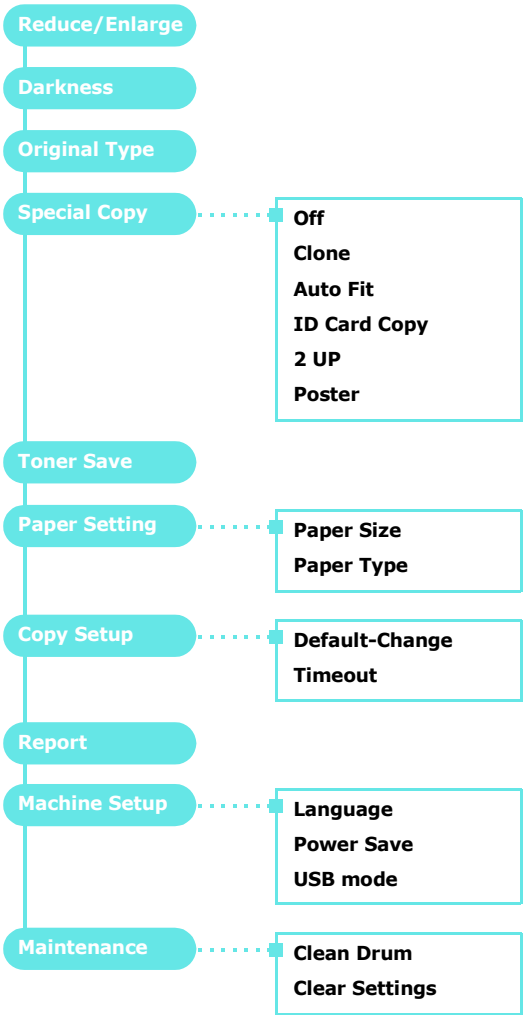 Reduce/Enlarge
Darkness
Original Type
Special Copy
Off
Clone
Auto Fit
ID Card Copy
2 UP
Poster
Toner Save
Paper Setting
Paper Size
Paper Type
Copy Setup
Default-Change
Timeout
Report
Machine Setup
Language
Power Save
USB mode
Maintenance
Clean Drum
Clear Settings